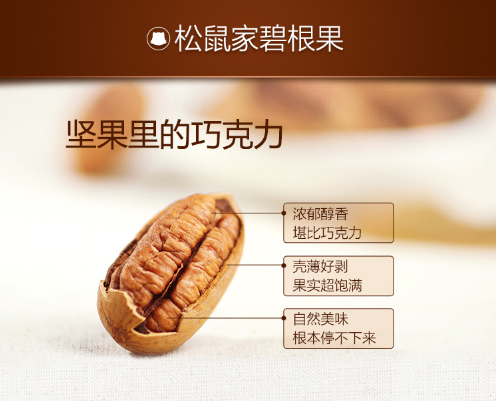 松鼠家碧根果
坚果里的巧克力
浓郁醇香
堪比巧克力
壳薄好剥
果实超饱满
自然美味
根本停不下来